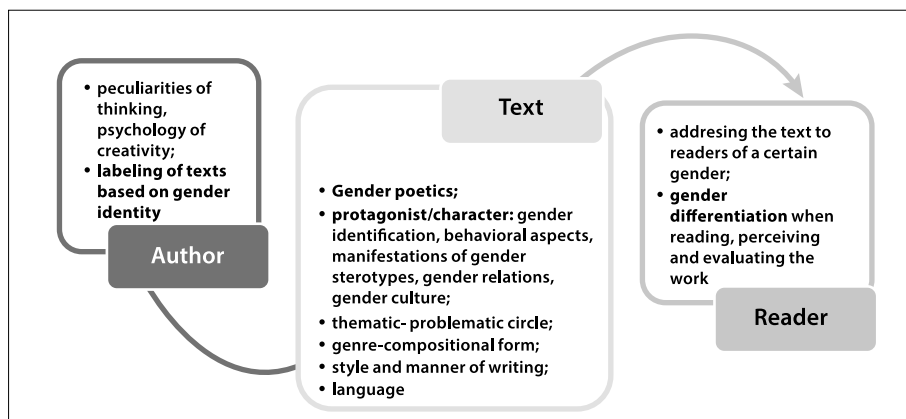 • peculiarities of
thinking,
psychology of
creativity;
• labeling of texts
based on gender
identity
Author
Text
• Gender poetics;
• protagonist/character: gender
identification, behavioral aspects,
manifestations of gender
sterotypes, gender relations,
gender culture;
• thematic- problematic circle;
• genre-compositional form;
• style and manner of writing;
• language
• addresing the text to
readers of a certain
gender;
• gender
differentiation when
reading, perceiving
and evaluating the
work
Reader